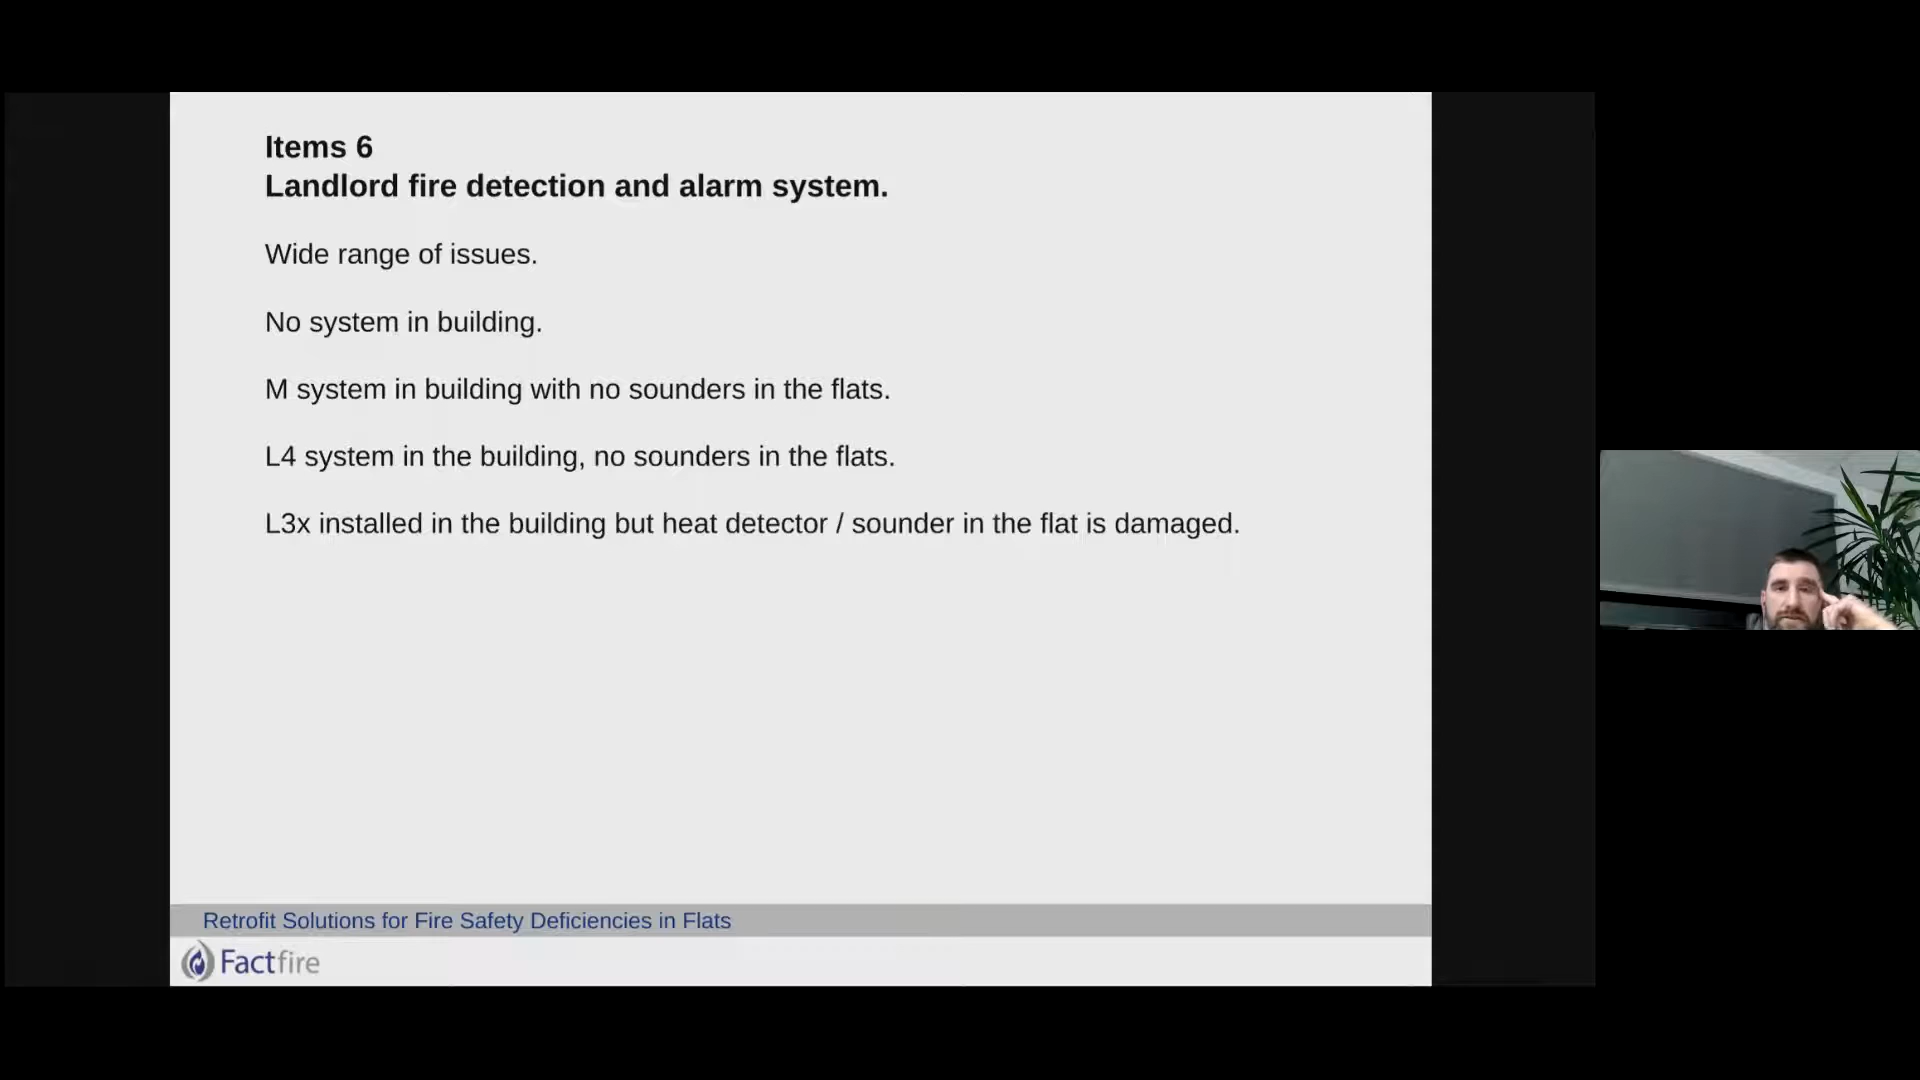 Items 6
Landlord fire detection and alarm system.
Wide range of issues.
No system in building.
M system in building with no sounders in the flats.
L4 system in the building, no sounders in the flats.
L3x installed in the building but heat detector / sounder in the flat is damaged.
Retrofit Solutions for Fire Safety Deficiencies in Flats
Factfire